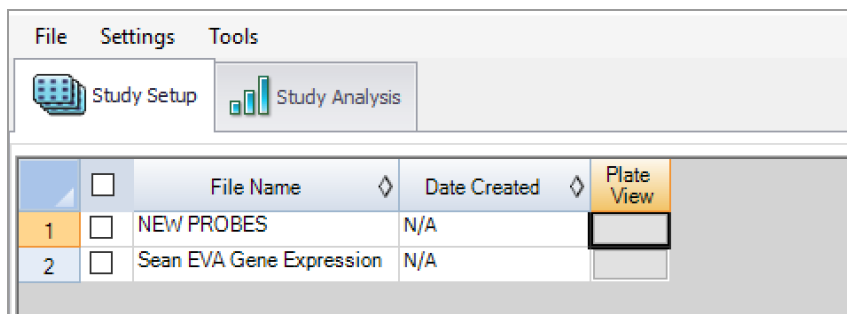 File Settings Tools
Study Setup Study Analysis
File Name Date Created Plate View
1 NEW PROBES N/A
2 Sean EVA Gene Expression N/A